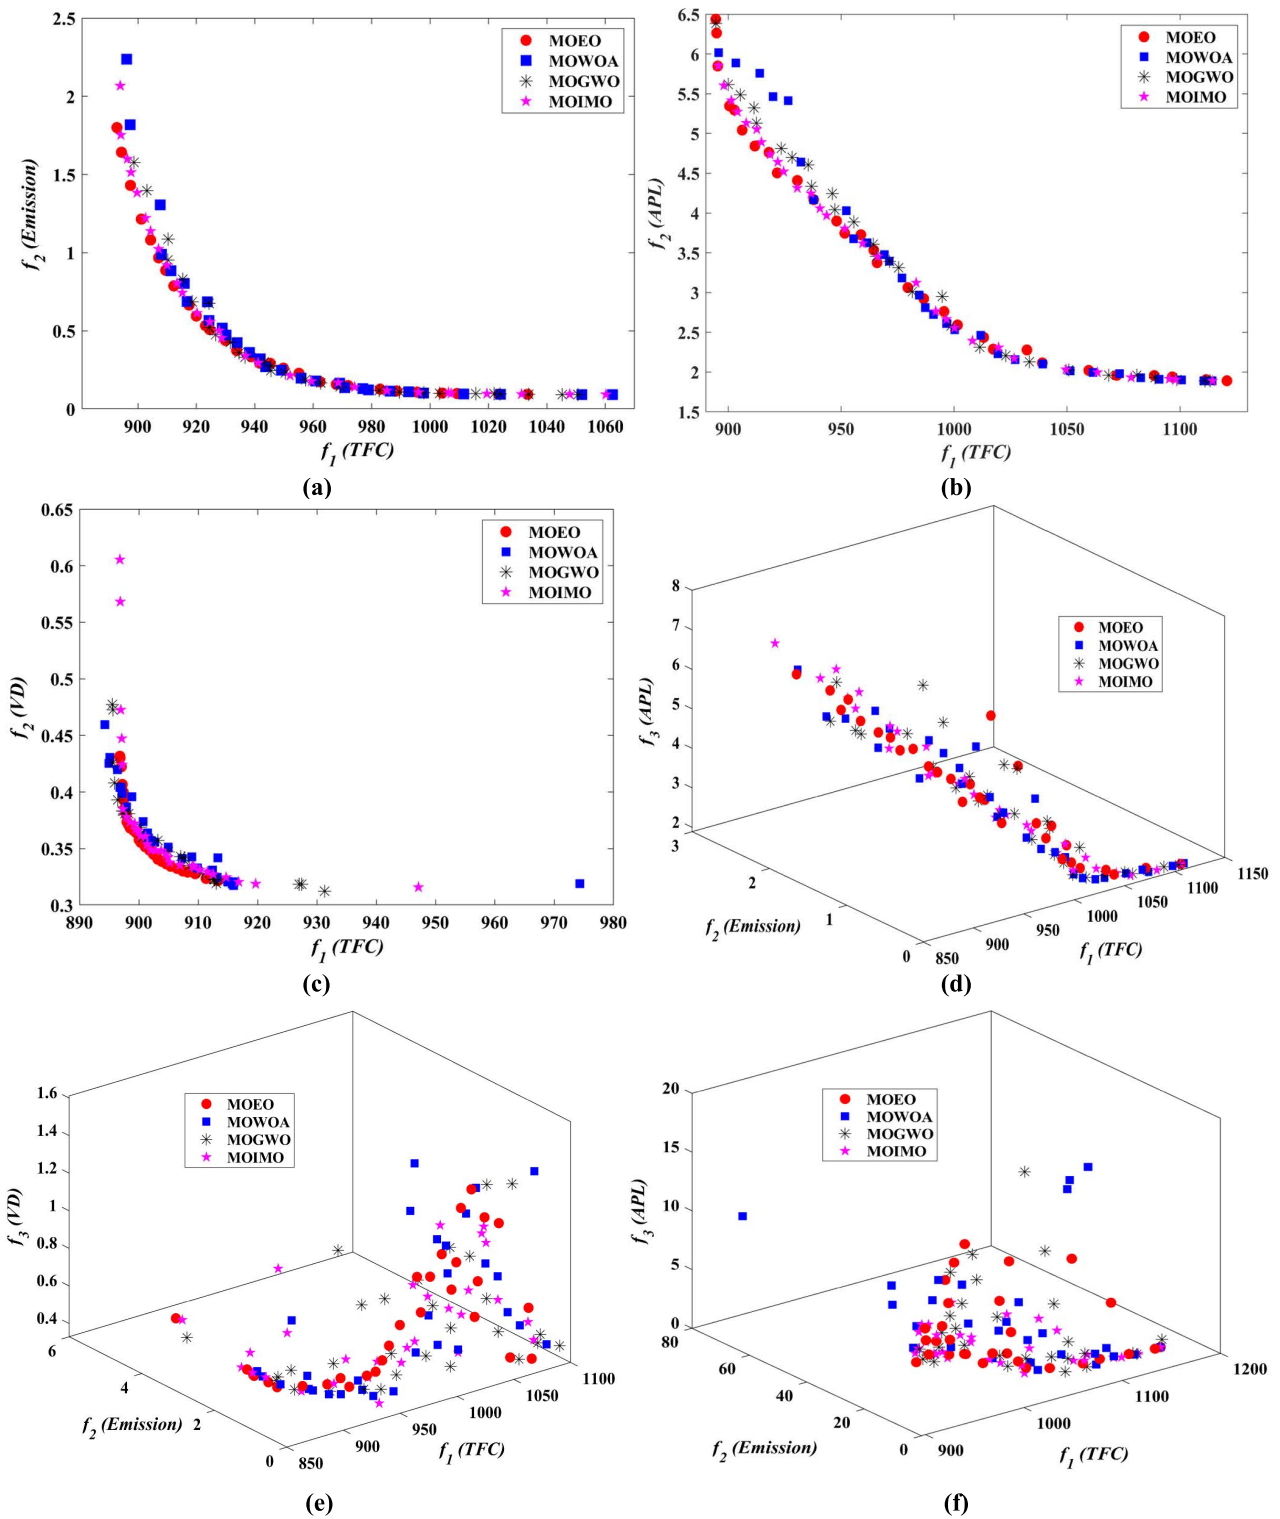 2.5
2
1.5
1
0.5
0
f2 (Emission)
900 920 940 960 980 1000 1020 1040 1060
f1 (TFC)
MOEO
MOWOA
MOGWO
MOIMO
(a)
6.5
6
5.5
5
4.5
4
3.5
3
2.5
2
1.5
f2 (APL)
900 950 1000 1050 1100
f1 (TFC)
MOEO
MOWOA
MOGWO
MOIMO
(b)
0.65
0.6
0.55
0.5
0.45
0.4
0.35
0.3
f2 (VD)
890 900 910 920 930 940 950 960 970 980
f1 (TFC)
MOEO
MOWOA
MOGWO
MOIMO
(c)
8
7
6
5
4
3
2
f3 (APL)
3
2
1
0
f2 (Emission)
850 900 950 1000 1050 1100 1150
f1 (TFC)
MOEO
MOWOA
MOGWO
MOIMO
(d)
1.6
1.4
1.2
1
0.8
0.6
0.4
f3 (VD)
6
4
2
0
f2 (Emission)
850 900 950 1000 1050 1100
f1 (TFC)
MOEO
MOWOA
MOGWO
MOIMO
(e)
20
15
10
5
0
f3 (APL)
80
60
40
20
0
f2 (Emission)
900 1000 1100 1200
f1 (TFC)
MOEO
MOWOA
MOGWO
MOIMO
(f)